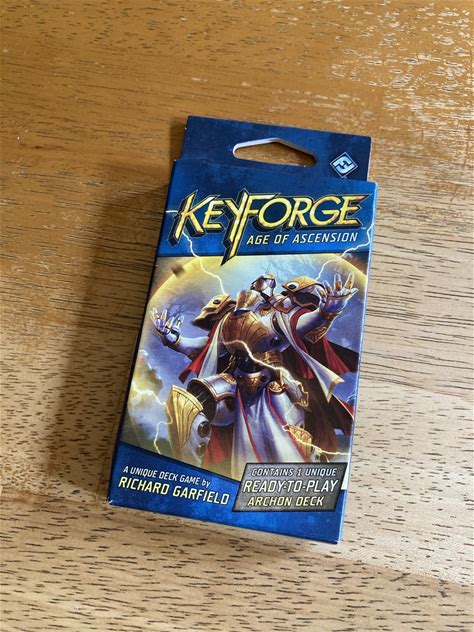 KEYFORGE
AGE OF ASCENSION
A UNIQUE DECK GAME by
RICHARD GARFIELD
CONTAINS 1 UNIQUE
READY-TO-PLAY
ARCHON DECK